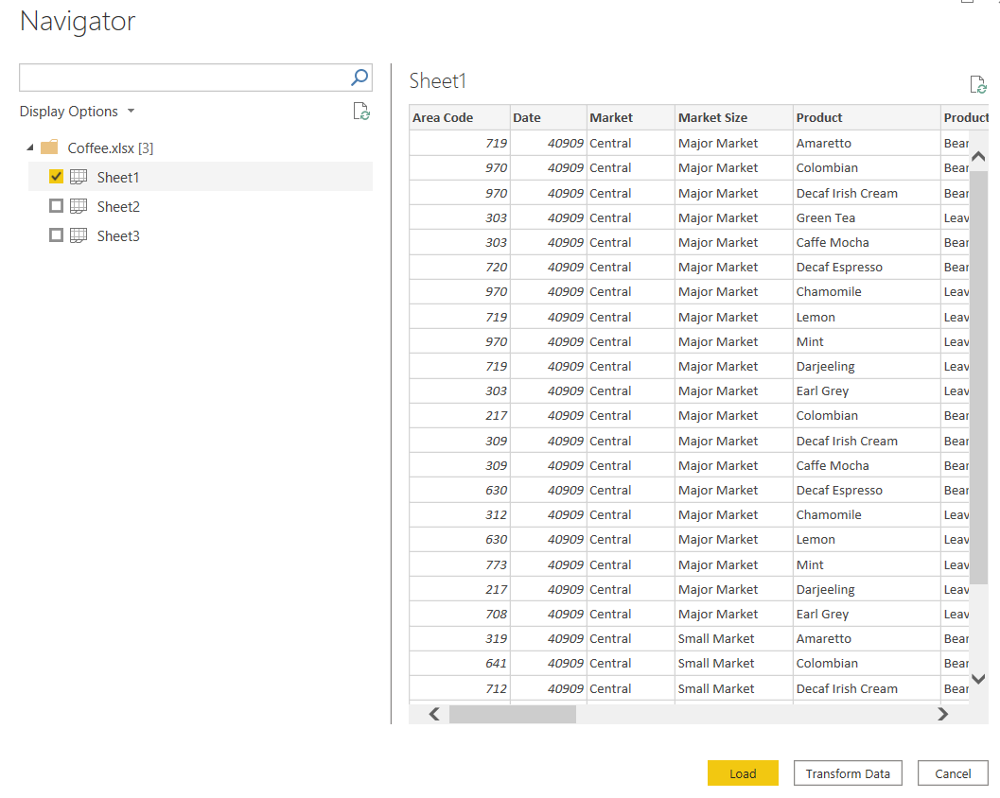 Navigator
Display Options
Coffee.xlsx [3]
Sheet1
Sheet2
Sheet3
Sheet1
Area Code Date Market Market Size Product Product
719 40909 Central Major Market Amaretto Bear
970 40909 Central Major Market Colombian Bear
970 40909 Central Major Market Decaf Irish Cream Bear
303 40909 Central Major Market Green Tea Leav
303 40909 Central Major Market Caffe Mocha Bear
720 40909 Central Major Market Decaf Espresso Bear
970 40909 Central Major Market Chamomile Leav
719 40909 Central Major Market Lemon Leav
970 40909 Central Major Market Mint Leav
719 40909 Central Major Market Darjeeling Leav
303 40909 Central Major Market Earl Grey Leav
217 40909 Central Major Market Colombian Bear
309 40909 Central Major Market Decaf Irish Cream Bear
309 40909 Central Major Market Caffe Mocha Bear
630 40909 Central Major Market Decaf Espresso Bear
312 40909 Central Major Market Chamomile Leav
630 40909 Central Major Market Lemon Leav
773 40909 Central Major Market Mint Leav
217 40909 Central Major Market Darjeeling Leav
708 40909 Central Major Market Earl Grey Leav
319 40909 Central Small Market Amaretto Bear
641 40909 Central Small Market Colombian Bear
712 40909 Central Small Market Decaf Irish Cream Bear
Load Transform Data Cancel